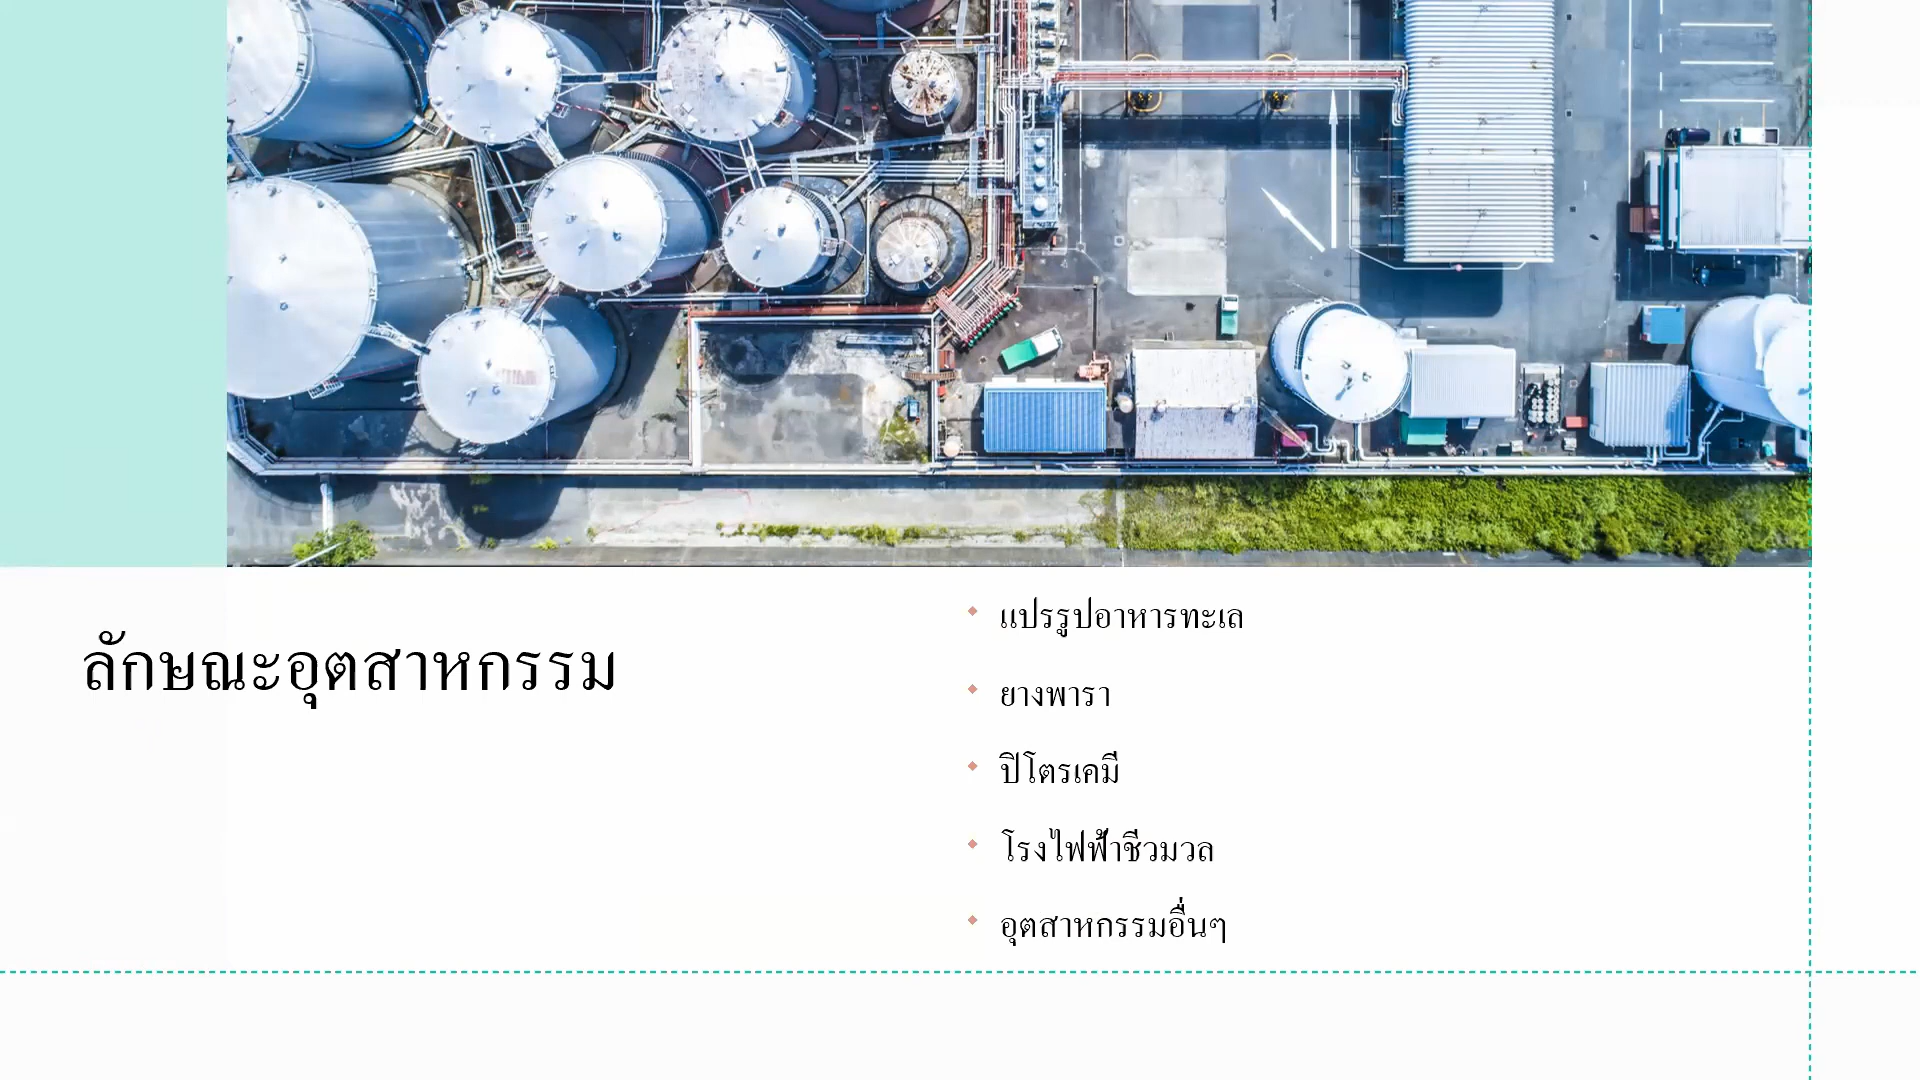 ลักษณะอุตสาหกรรม
แปรรูปอาหารทะเล
ยางพารา
ปิโตรเคมี
โรงไฟฟ้าชีวมวล
อุตสาหกรรมอื่นๆ